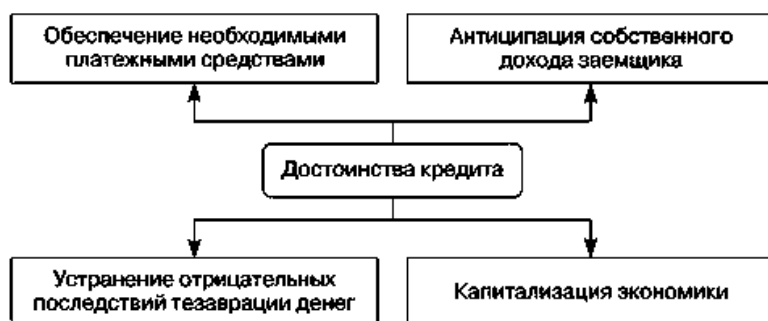 Обеспечение необходимыми
платежными средствами
Антиципация собственного
дохода заемщика
Достоинства кредита
Устранение отрицательных
последствий тезаврации денег
Капитализация экономики